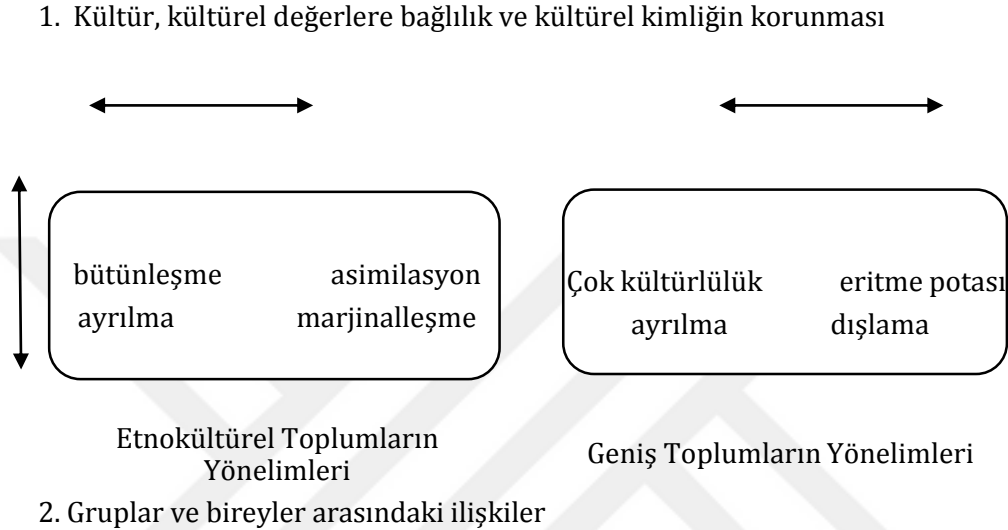 1. Kültür, kültürel değerlere bağlılık ve kültürel kimliğin korunması
bütünleşme asimilasyon
ayrılma marjinalleşme
Çok kültürlülük eritme potası
ayrılma dışlama
Etnokültürel Toplumların
Yönelimleri
Geniş Toplumların Yönelimleri
2. Gruplar ve bireyler arasındaki ilişkiler